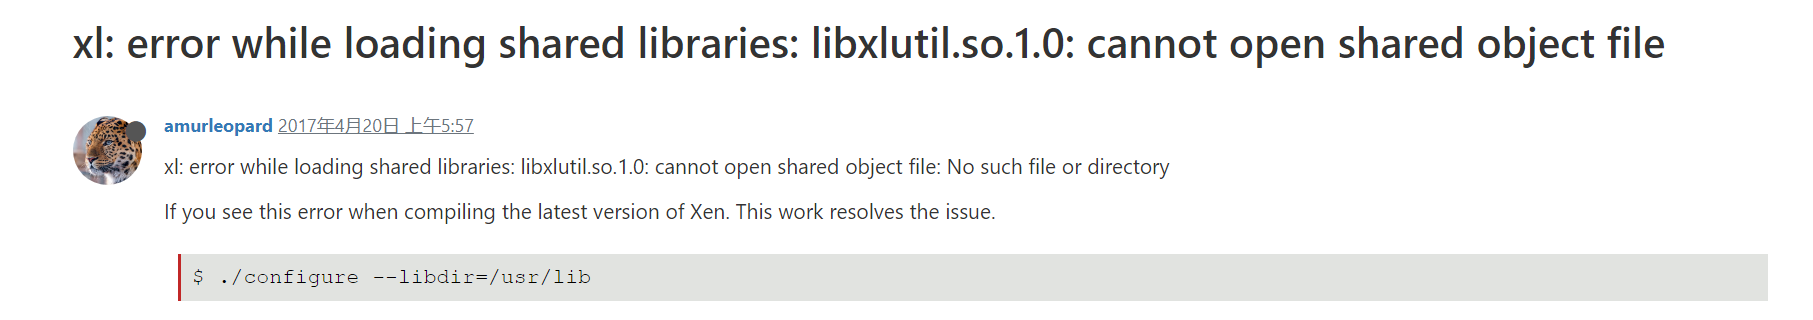 xl: error while loading shared libraries: libxlutil.so.1.0: cannot open shared object file
amurleopard 2017年4月20日 上午5:57
xl: error while loading shared libraries: libxlutil.so.1.0: cannot open shared object file: No such file or directory
If you see this error when compiling the latest version of Xen. This work resolves the issue.
$ ./configure --libdir=/usr/lib